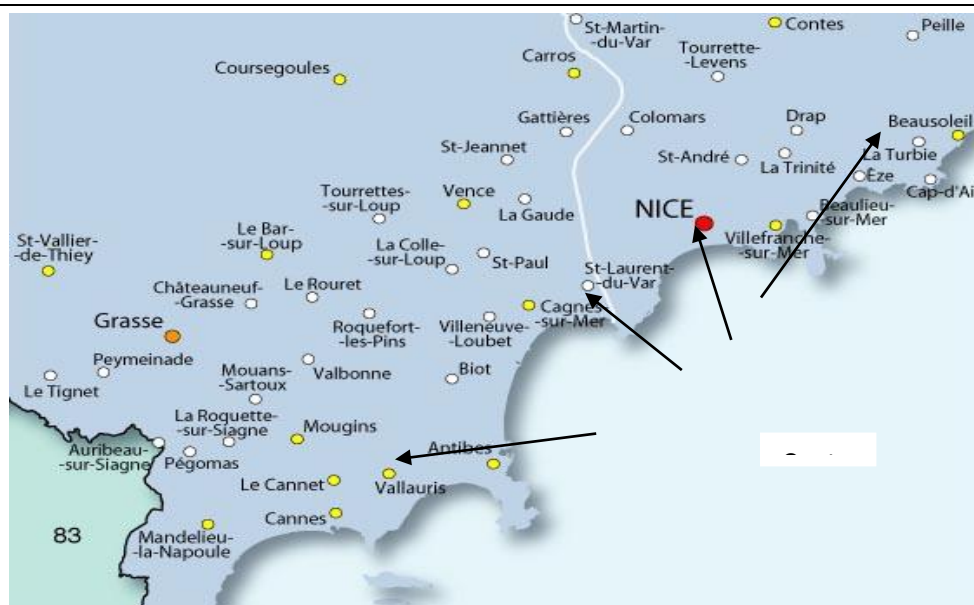 St-Martin-
-du-Var
Contes
Peille
Coursegoules
Carros
Tourrette-
-Levens
Gattières
Colomars
Drap
Beausoleil
St-Jeannet
St-André
La Trinité
La Turbie
Èze
Cap-d'Ai
Tourrettes-
-sur-Loup
Vence
La Gaude
NICE
Beaulieu-
-sur-Mer
Villefranche-
-sur-Mer
St-Vallier-
-de-Thiey
Le Bar-
-sur-Loup
La Colle-
-sur-Loup
St-Paul
St-Laurent-
-du-Var
Châteauneuf-
-Grasse
Le Rouret
Cagnes-
-sur-Mer
Grasse
Roquefort-
-les-Pins
Villeneuve-
-Loubet
Peymeinade
Le Tignet
Mouans-
-Sartoux
Valbonne
Biot
La Roquette-
-sur-Siagne
Mougins
Antibes
Auribeau-
-sur-Siagne
Pégomas
Le Cannet
Vallauris
Cannes
83
Mandelieu-
-la-Napoule